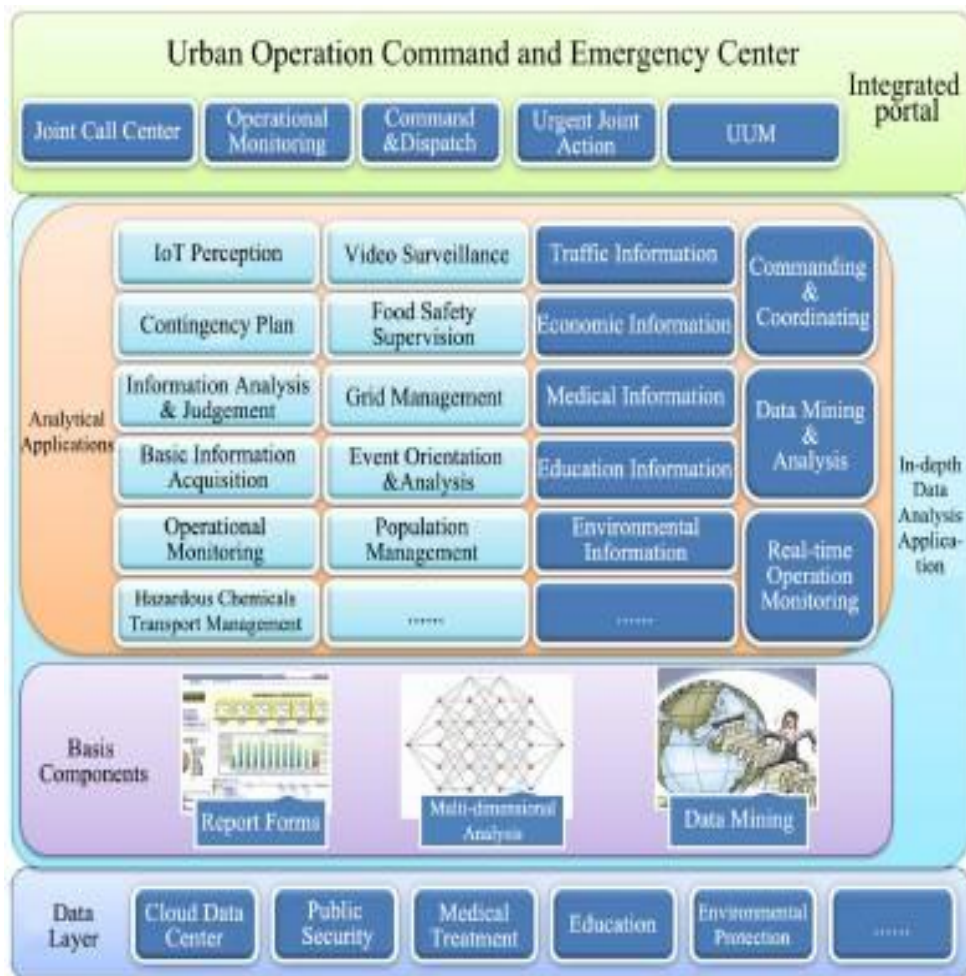 Urban Operation Command and Emergency Center
Integrated
portal
Joint Call Center
Operational
Monitoring
Command
&Dispatch
Urgent Joint
Action
UUM
Analytical
Applications
IoT Perception
Video Surveillance
Traffic Information
Commanding
&
Coordinating
Contingency Plan
Food Safety
Supervision
Economic Information
Information Analysis
& Judgement
Grid Management
Medical Information
Data Mining
&
Analysis
Basic Information
Acquisition
Event Orientation
&Analysis
Education Information
Operational
Monitoring
Population
Management
Environmental
Information
Real-time
Operation
Monitoring
Hazardous Chemicals
Transport Management
......
......
In-depth
Data
Analysis
Applica-
tion
Basis
Components
Report Forms
Multi-dimensional
Analysis
Data Mining
Data
Layer
Cloud Data
Center
Public
Security
Medical
Treatment
Education
Environmental
Protection
......